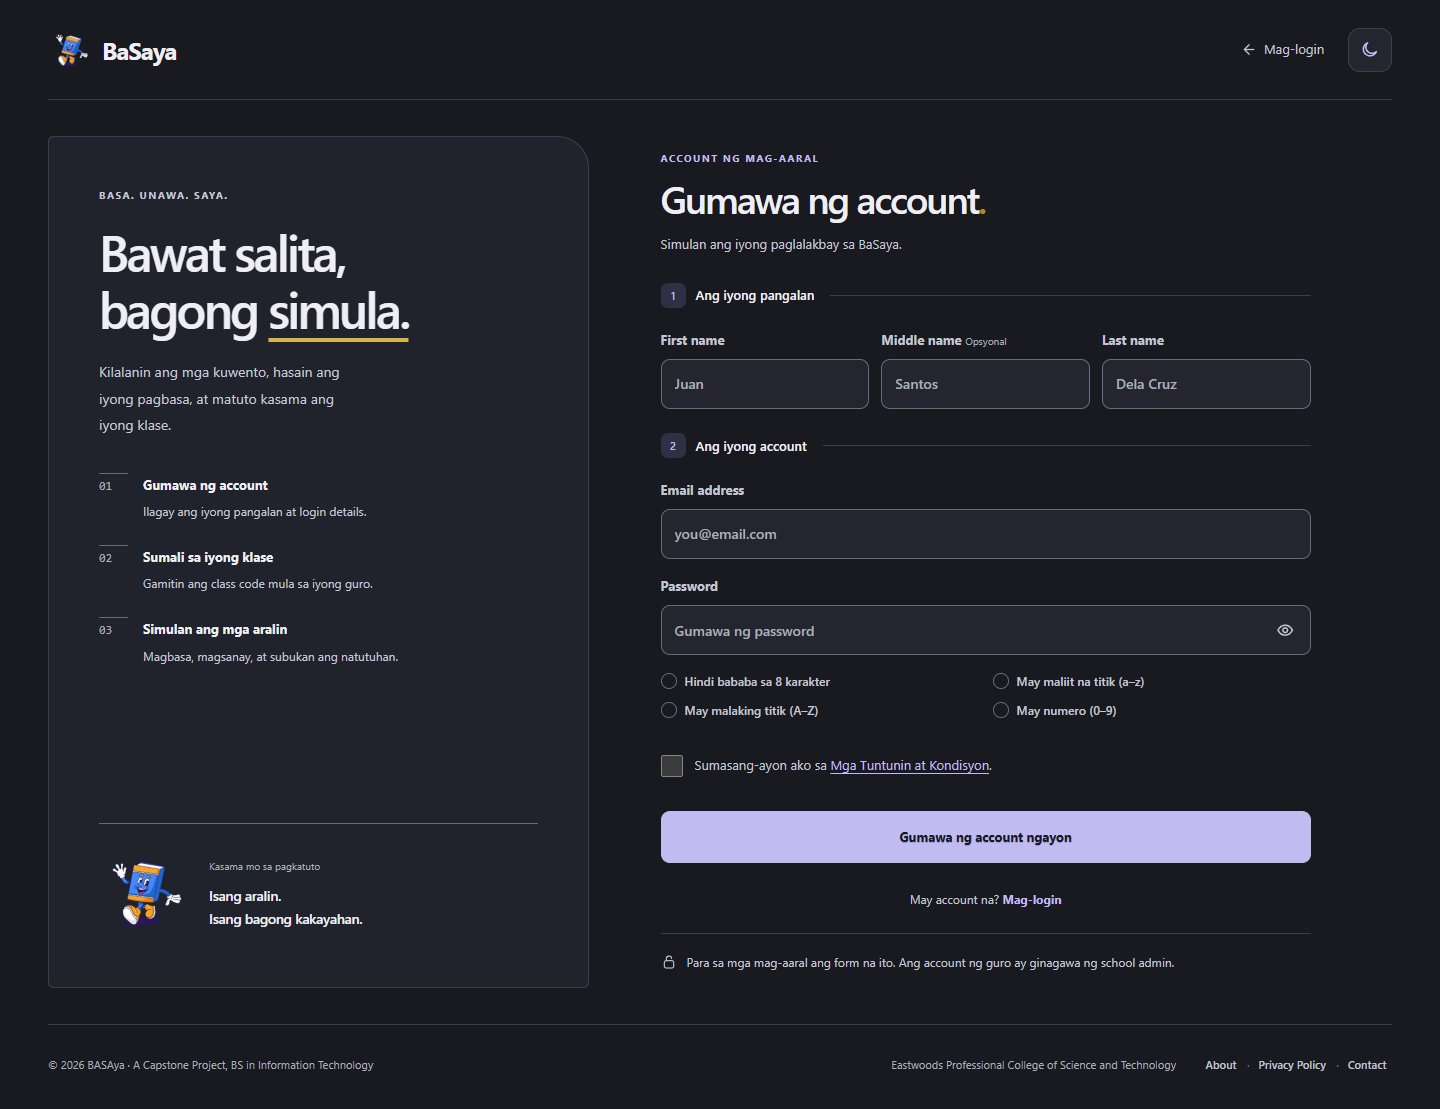 BaSaya
Mag-login
BASA. UNAWA. SAYA.
Bawat salita,
bagong simula.
Kilalanin ang mga kuwento, hasain ang
iyong pagbasa, at matuto kasama ang
iyong klase.
01
Gumawa ng account
Ilagay ang iyong pangalan at login details.
02
Sumali sa iyong klase
Gamitin ang class code mula sa iyong guro.
03
Simulan ang mga aralin
Magbasa, magsanay, at subukan ang natutuhan.
Kasama mo sa pagkatuto
Isang aralin.
Isang bagong kakayahan.
ACCOUNT NG MAG-AARAL
Gumawa ng account.
Simulan ang iyong paglalakbay sa BaSaya.
1 Ang iyong pangalan
First name
Juan
Middle name Opsyonal
Santos
Last name
Dela Cruz
2 Ang iyong account
Email address
you@email.com
Password
Gumawa ng password
Hindi bababa sa 8 karakter
May maliit na titik (a–z)
May malaking titik (A–Z)
May numero (0–9)
Sumasang-ayon ako sa Mga Tuntunin at Kondisyon.
Gumawa ng account ngayon
May account na? Mag-login
Para sa mga mag-aaral ang form na ito. Ang account ng guro ay ginagawa ng school admin.
© 2026 BASAya · A Capstone Project, BS in Information Technology
Eastwoods Professional College of Science and Technology
About · Privacy Policy · Contact